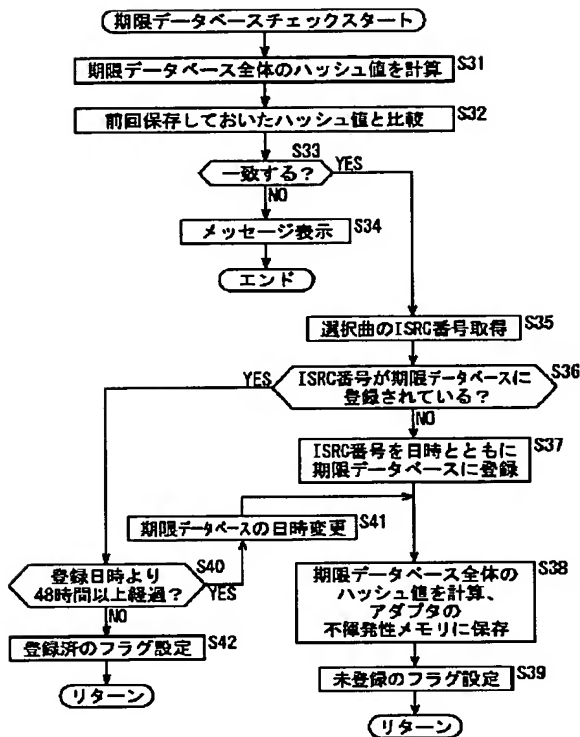 期限データベースチェックスタート
期限データベース全体のハッシュ値を計算
S31
前回保存しておいたハッシュ値と比較
S32
S33
一致する?
YES
NO
メッセージ表示
S34
エンド
選択曲のISRC番号取得
S35
S36
YES
ISRC番号が期限データベースに
登録されている?
NO
ISRC番号を日時とともに
期限データベースに登録
S37
期限データベースの日時変更
S41
S40
登録日時より
48時間以上経過?
YES
NO
期限データベース全体の
ハッシュ値を計算、
アダプタの
不揮発性メモリに保存
S38
登録済のフラグ設定
S42
未登録のフラグ設定
S39
リターン
リターン